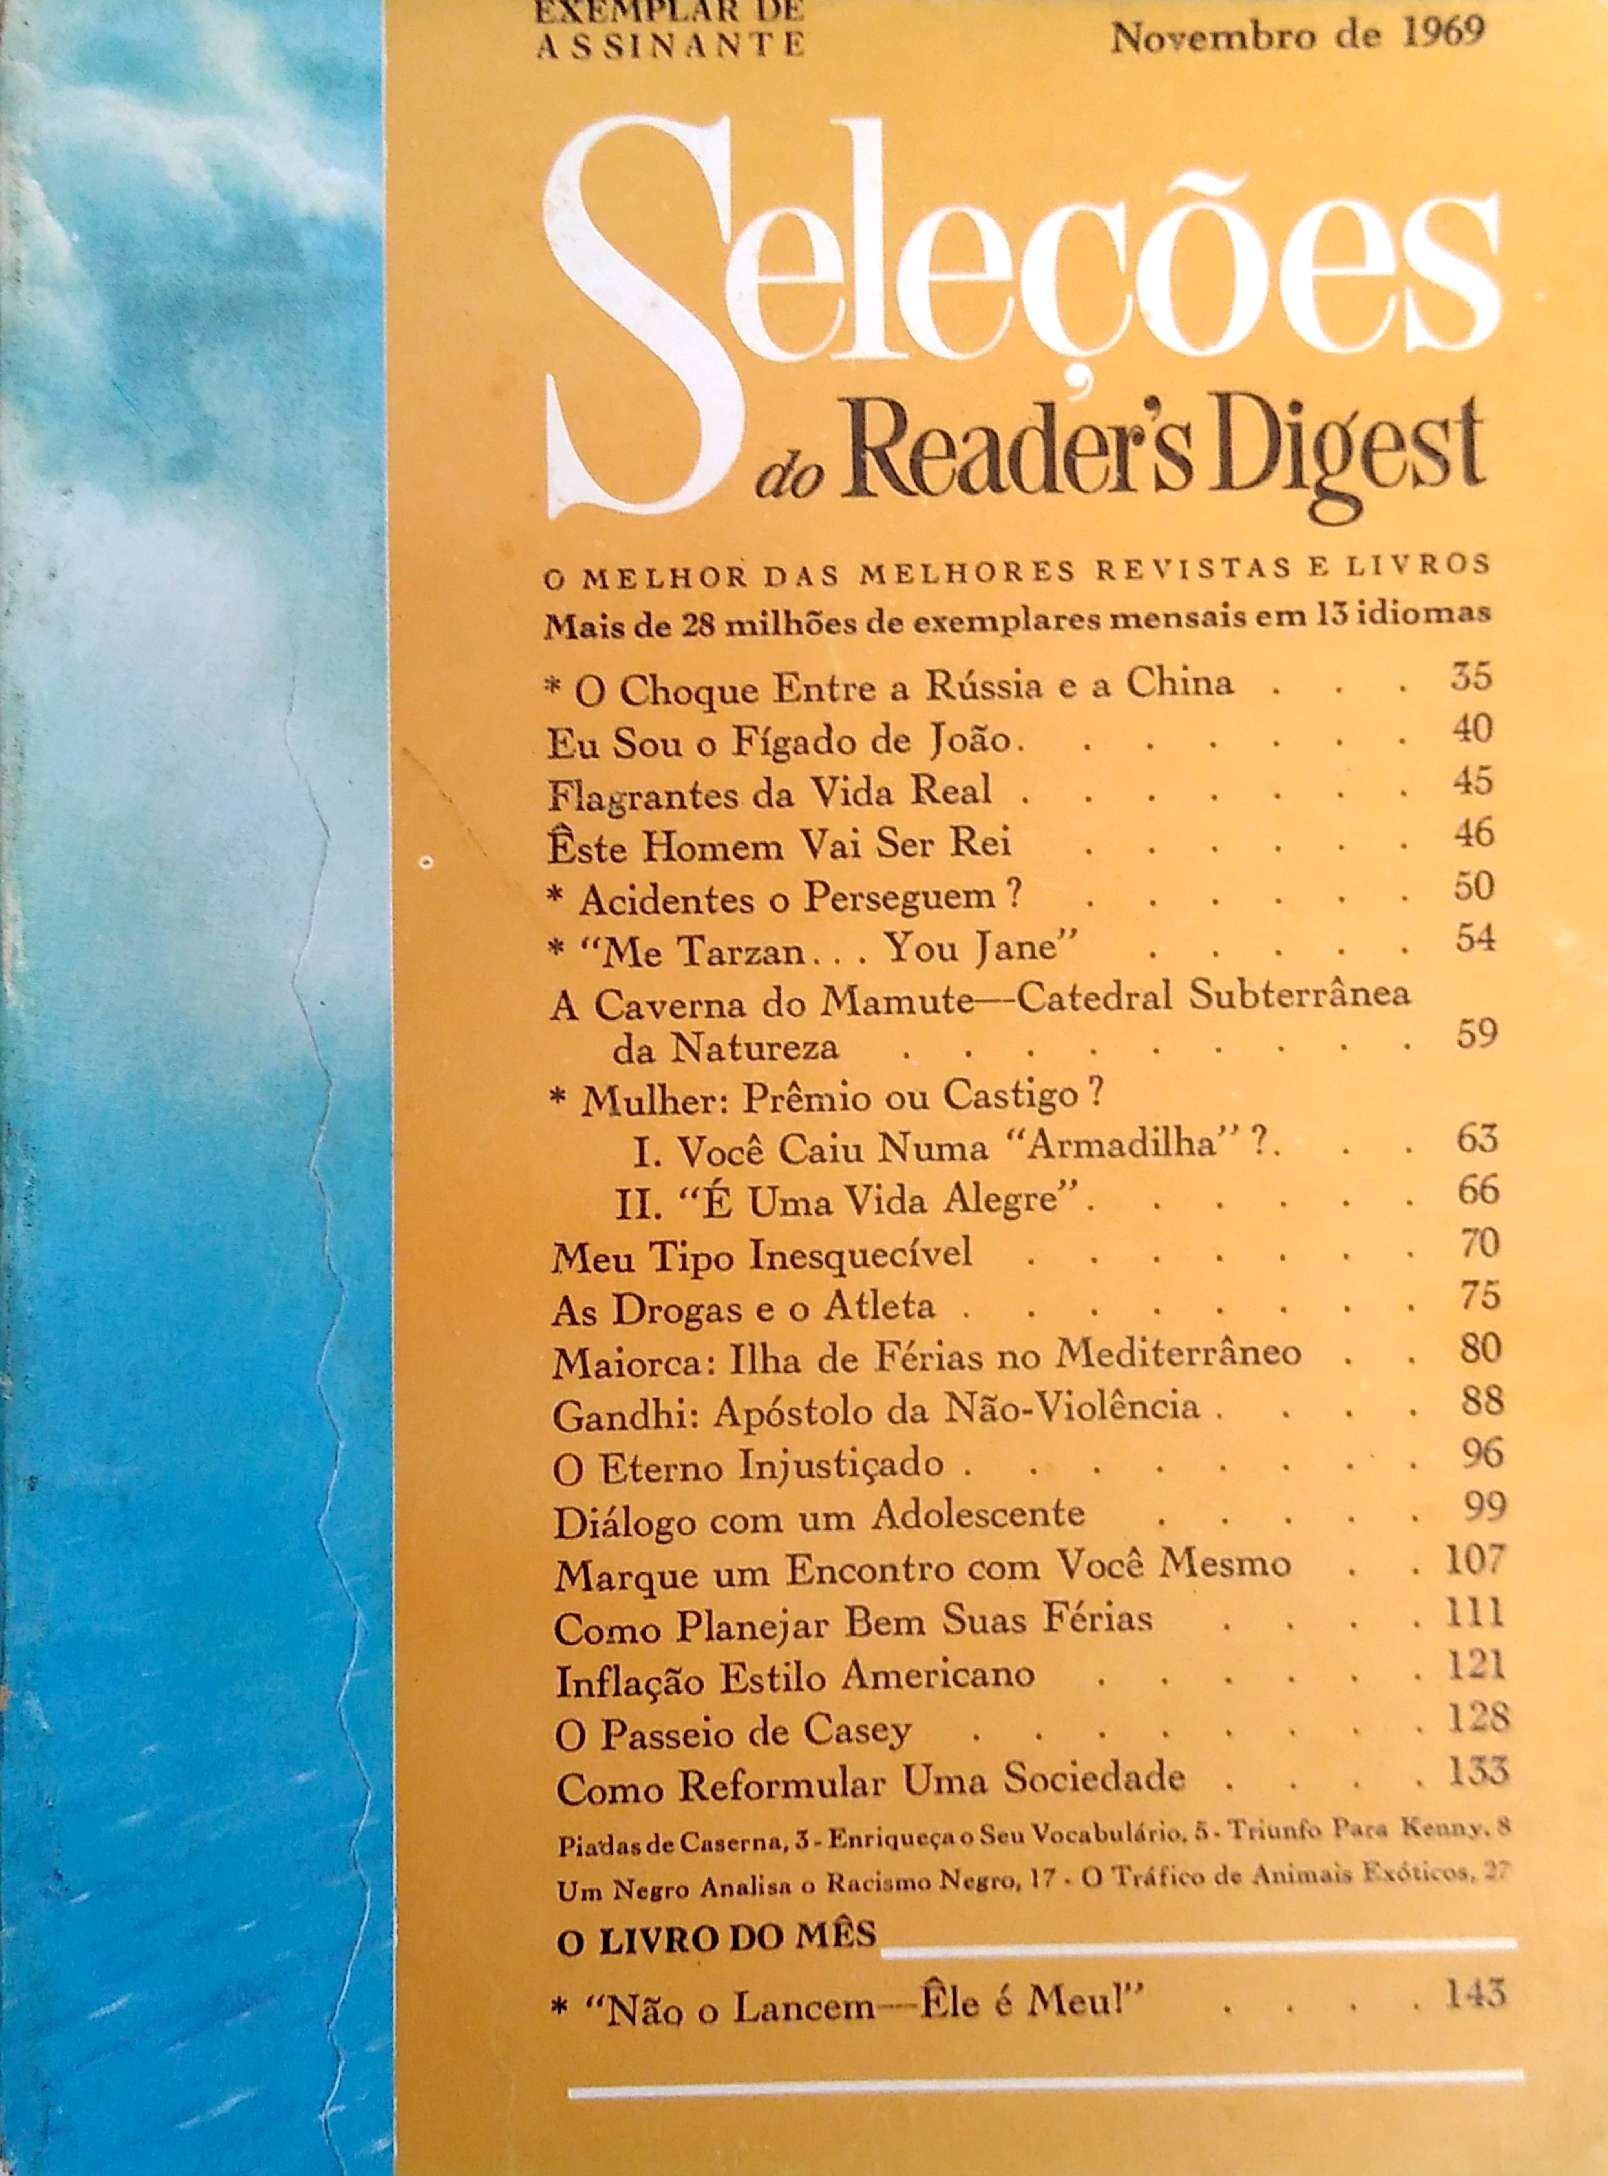 EXEMPLAR DE
ASSINANTE
Novembro de 1969
Seleções
do Reader's Digest
O MELHOR DAS MELHORES REVISTAS E LIVROS
Mais de 28 milhões de exemplares mensais em 13 idiomas
* O Choque Entre a Rússia e a China . . . 35
Eu Sou o Fígado de João. . . . . . . 40
Flagrantes da Vida Real . . . . . . . 45
Êste Homem Vai Ser Rei . . . . . . 46
* Acidentes o Perseguem ? . . . . . . 50
* "Me Tarzan. . . You Jane" . . . . . 54
A Caverna do Mamute—Catedral Subterrânea
da Natureza . . . . . . . . . 59
* Mulher: Prêmio ou Castigo ?
I. Você Caiu Numa "Armadilha" ?. . . 63
II. "É Uma Vida Alegre". . . . . . 66
Meu Tipo Inesquecível . . . . . . . 70
As Drogas e o Atleta . . . . . . . . 75
Maiorca: Ilha de Férias no Mediterrâneo . . 80
Gandhi: Apóstolo da Não-Violência . . . . 88
O Eterno Injustiçado . . . . . . . . 96
Diálogo com um Adolescente . . . . . 99
Marque um Encontro com Você Mesmo . . 107
Como Planejar Bem Suas Férias . . . . 111
Inflação Estilo Americano . . . . . . 121
O Passeio de Casey . . . . . . . . 128
Como Reformular Uma Sociedade . . . . 133
Piadas de Caserna, 3 - Enriqueça o Seu Vocabulário, 5 - Triunfo Para Kenny, 8
Um Negro Analisa o Racismo Negro, 17 - O Tráfico de Animais Exóticos, 27
O LIVRO DO MÊS
* "Não o Lancem—Êle é Meu!" . . . . 143